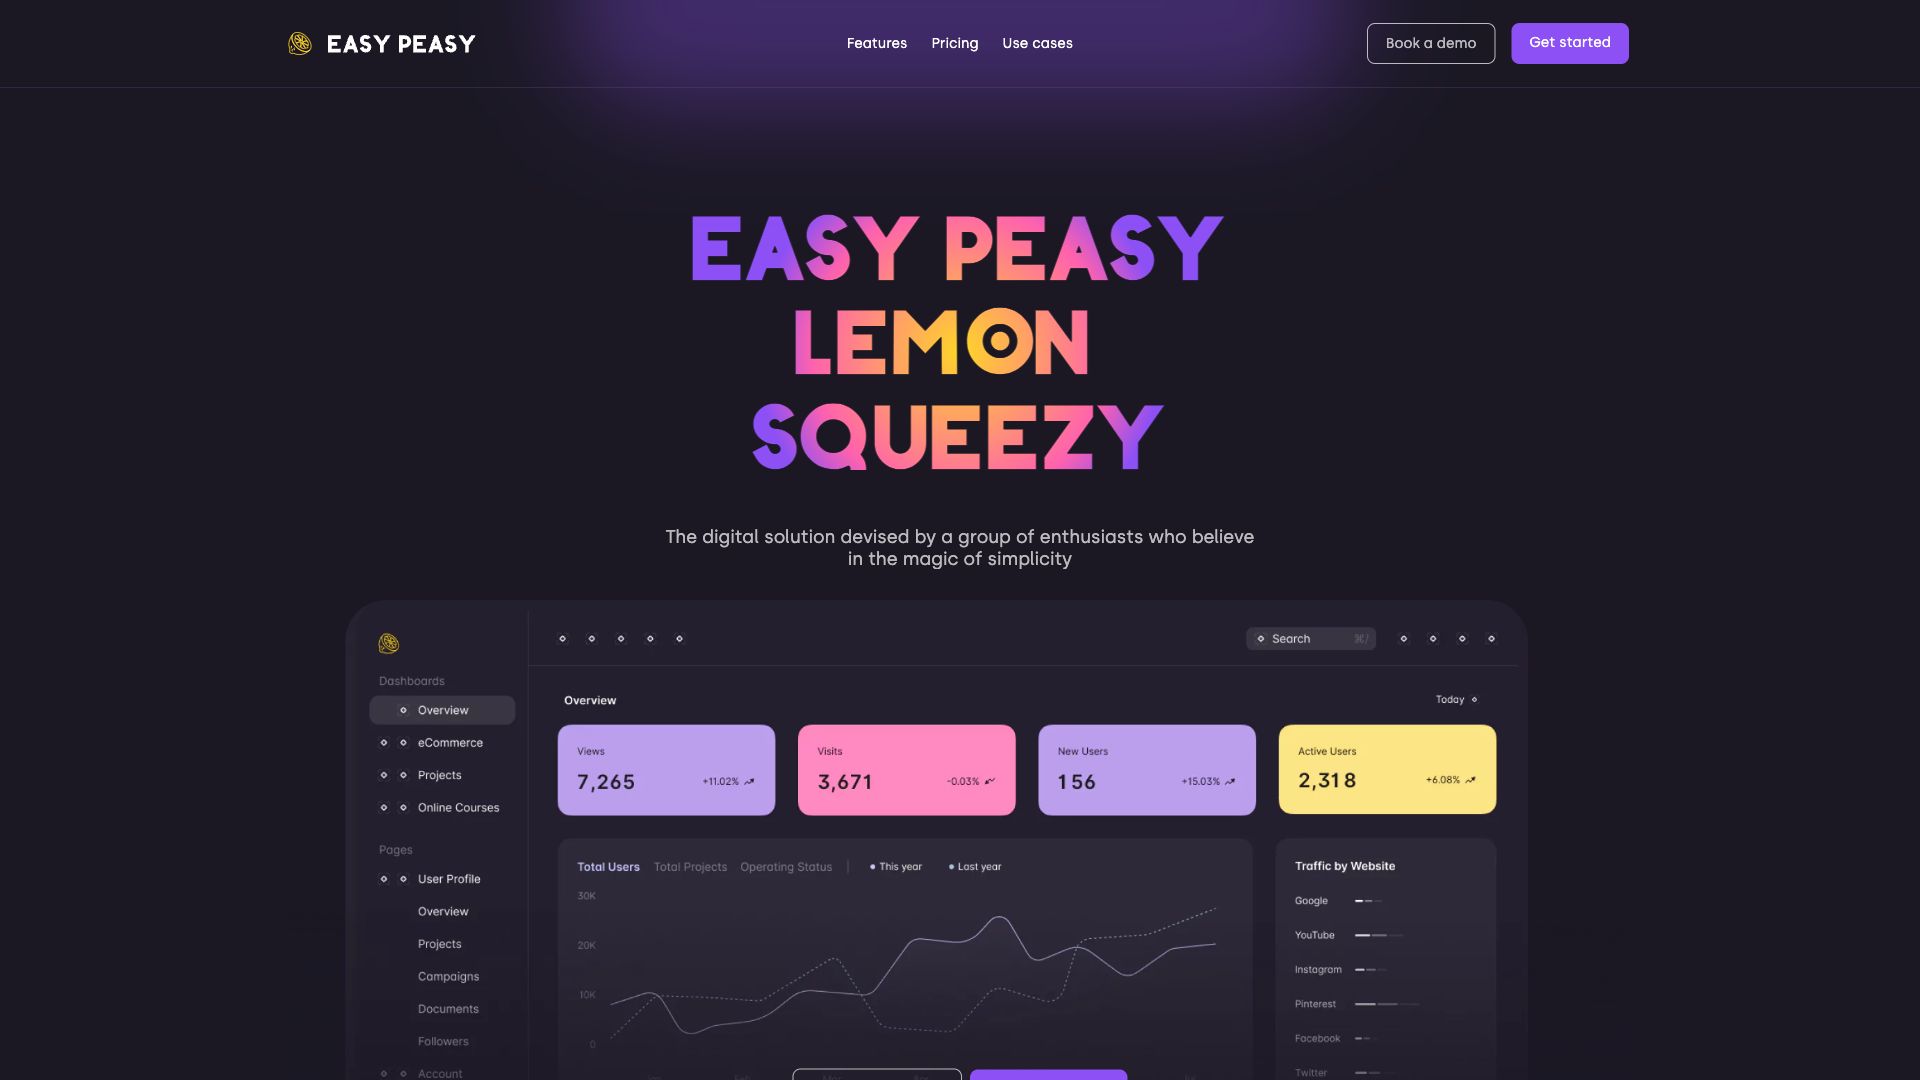 EASY PEASY
Features Pricing Use cases
Book a demo Get started
EASY PEASY
LEMON
SQUEEZY
The digital solution devised by a group of enthusiasts who believe
in the magic of simplicity
Search ⌘/
Dashboards
Overview
eCommerce
Projects
Online Courses
Pages
User Profile
Overview
Projects
Campaigns
Documents
Followers
Account
Overview Today
Views
7,265 +11.02%
Visits
3,671 -0.03%
New Users
156 +15.03%
Active Users
2,318 +6.08%
Total Users Total Projects Operating Status This year Last year
30K
20K
10K
0
Traffic by Website
Google
YouTube
Instagram
Pinterest
Facebook
Twitter